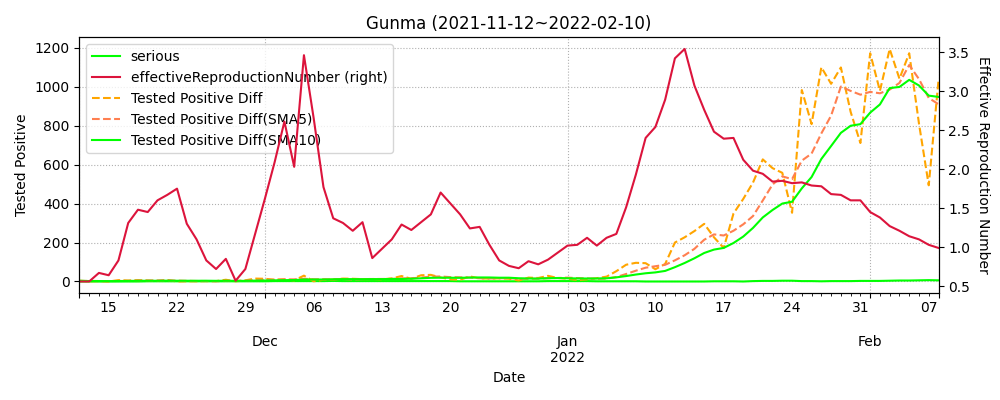 Gunma (2021-11-12~2022-02-10)
serious
effectiveReproductionNumber (right)
Tested Positive Diff
Tested Positive Diff(SMA5)
Tested Positive Diff(SMA10)
Tested Positive
1200
1000
800
600
400
200
0
3.5
3.0
2.5
2.0
1.5
1.0
0.5
Effective Reproduction Number
15 22 29 06 13 20 27 03 10 17 24 31 07
Dec Jan Feb
2022
Date